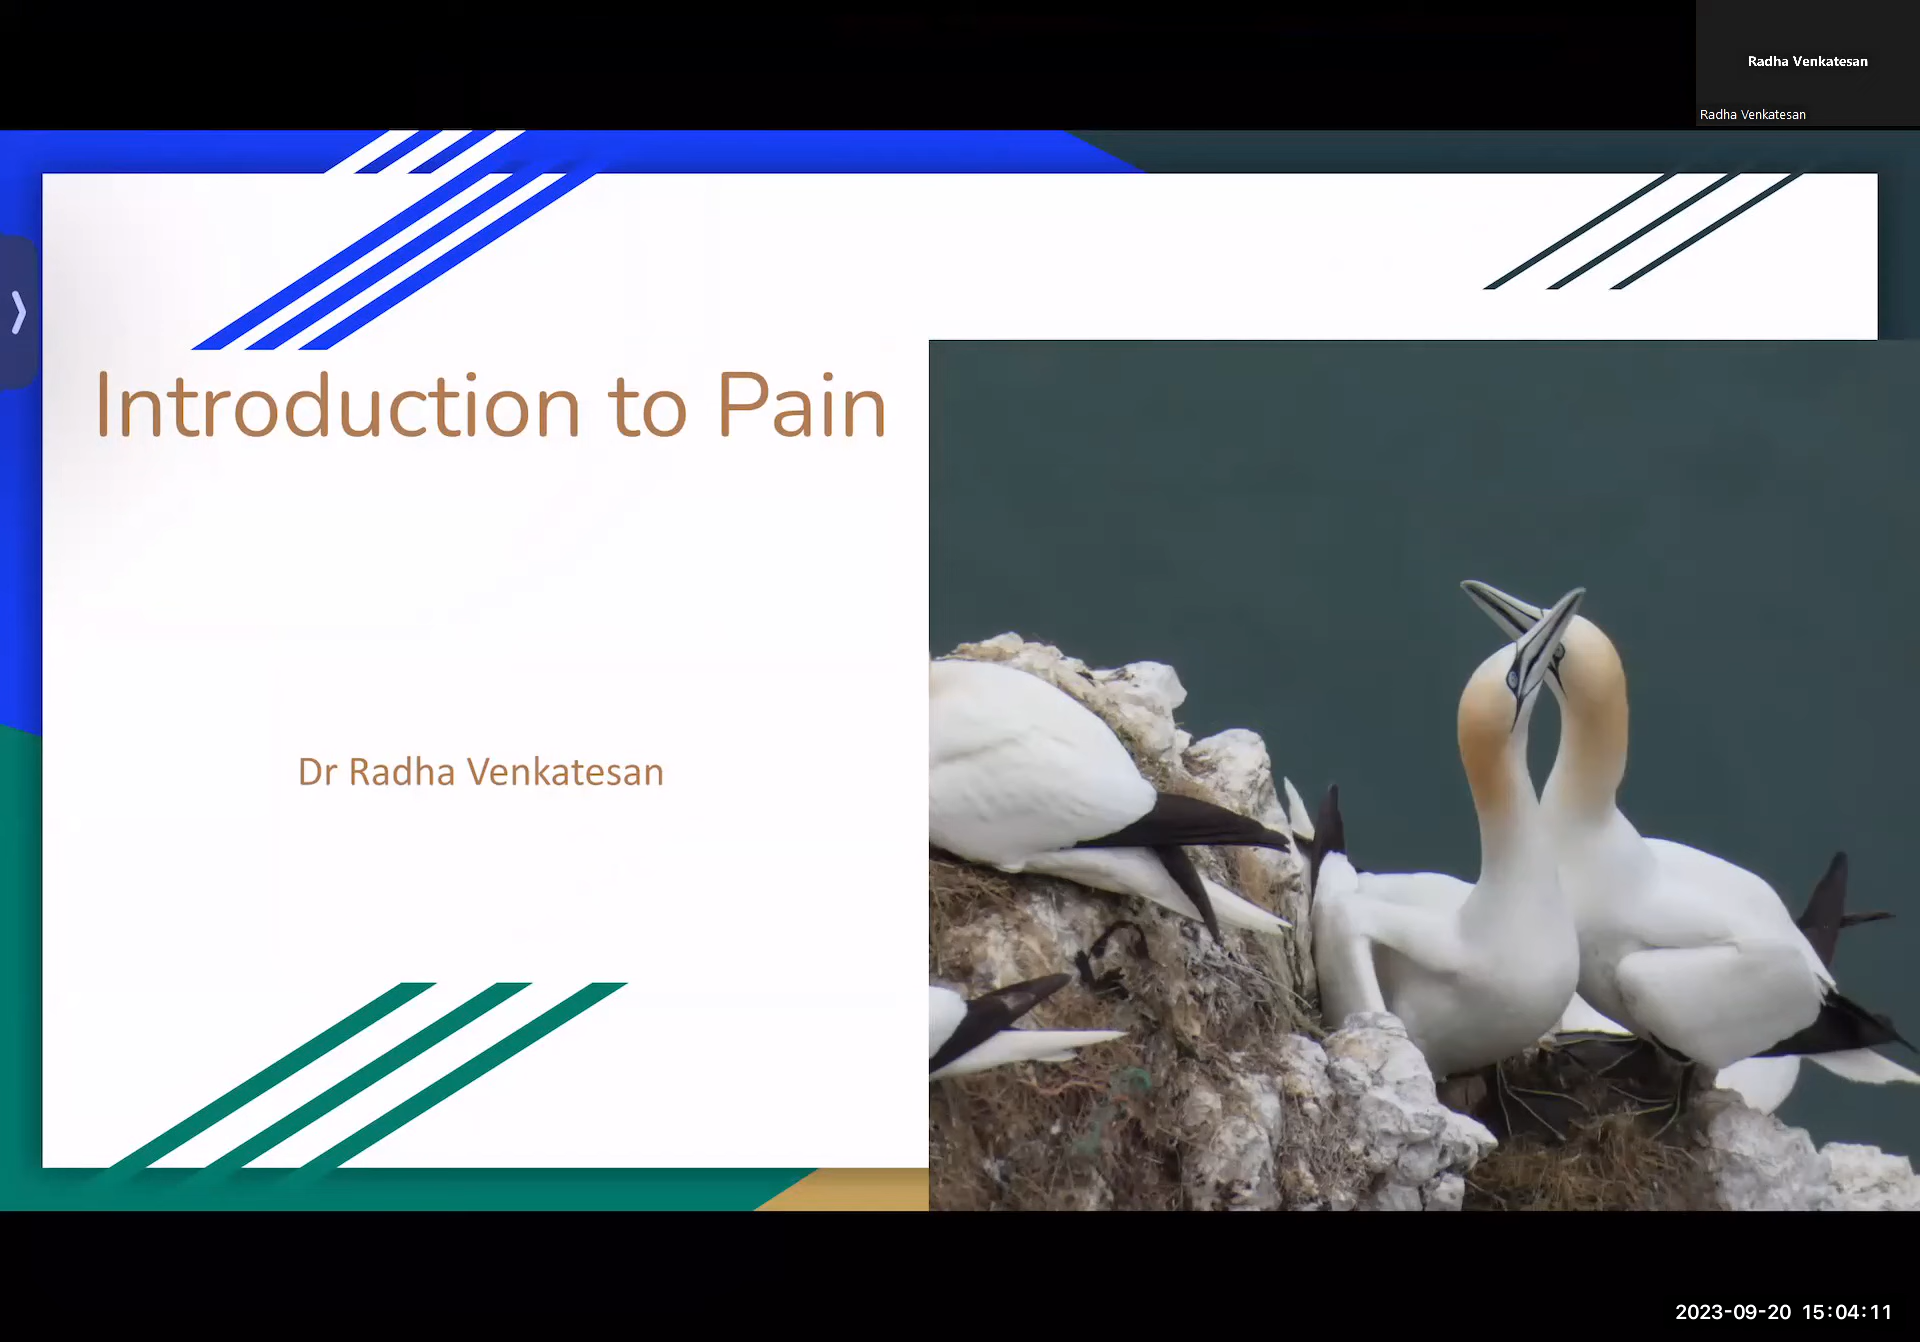 Radha Venkatesan
Radha Venkatesan
Introduction to Pain
Dr Radha Venkatesan
2023-09-20 15:04:11